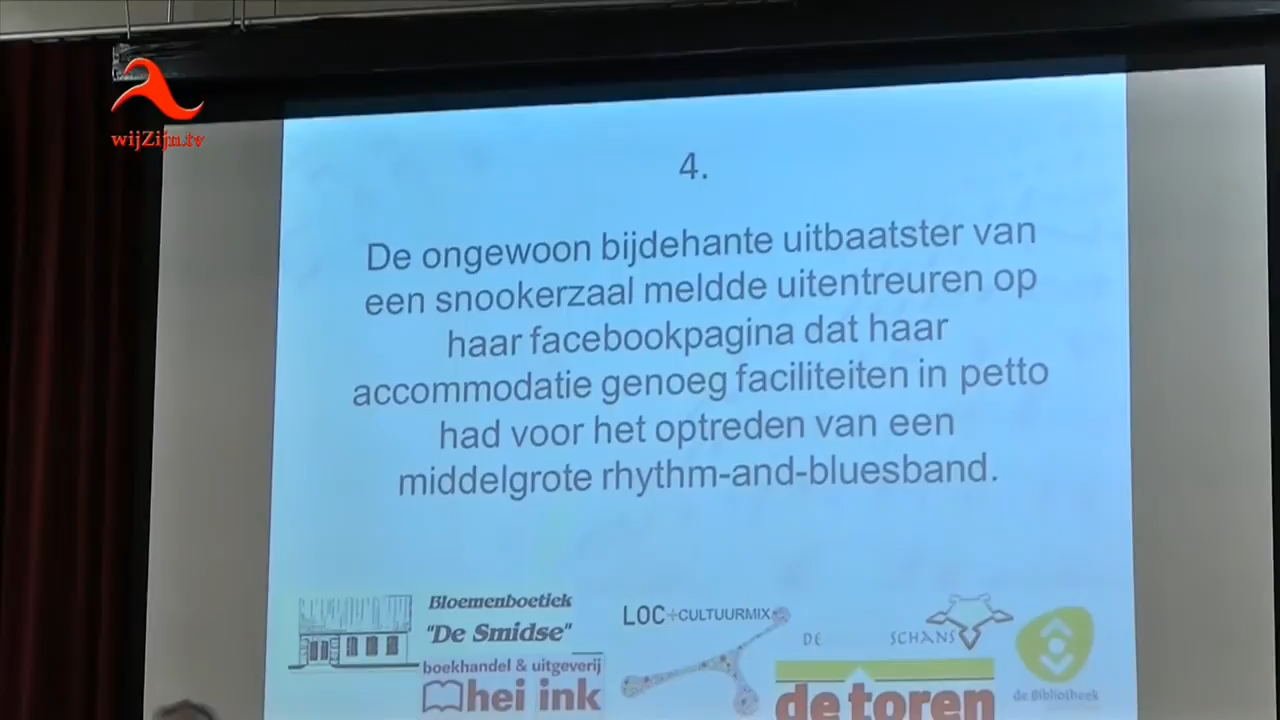 wijZijn.tv
4.
De ongewoon bijdehante uitbaatster van
een snookerzaal meldde uitentreuren op
haar facebookpagina dat haar
accommodatie genoeg faciliteiten in petto
had voor het optreden van een
middelgrote rhythm-and-bluesband.
Bloemenboetiek
"De Smidse"
boekhandel & uitgeverij
hei ink
LOC+CULTUURMIX
DE SCHANS
de toren
de Bibliotheek